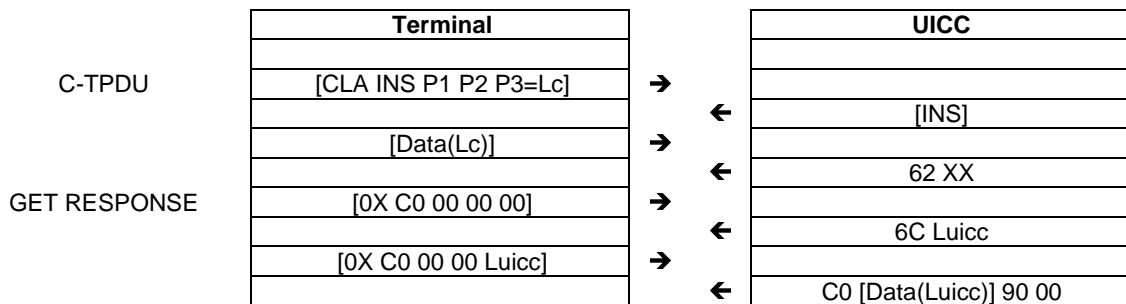 Terminal UICC
C-TPDU [CLA INS P1 P2 P3=Lc] →
← [INS]
[Data(Lc)] →
← 62 XX
GET RESPONSE [0X C0 00 00 00] →
← 6C Luicc
[0X C0 00 00 Luicc] →
← C0 [Data(Luicc)] 90 00